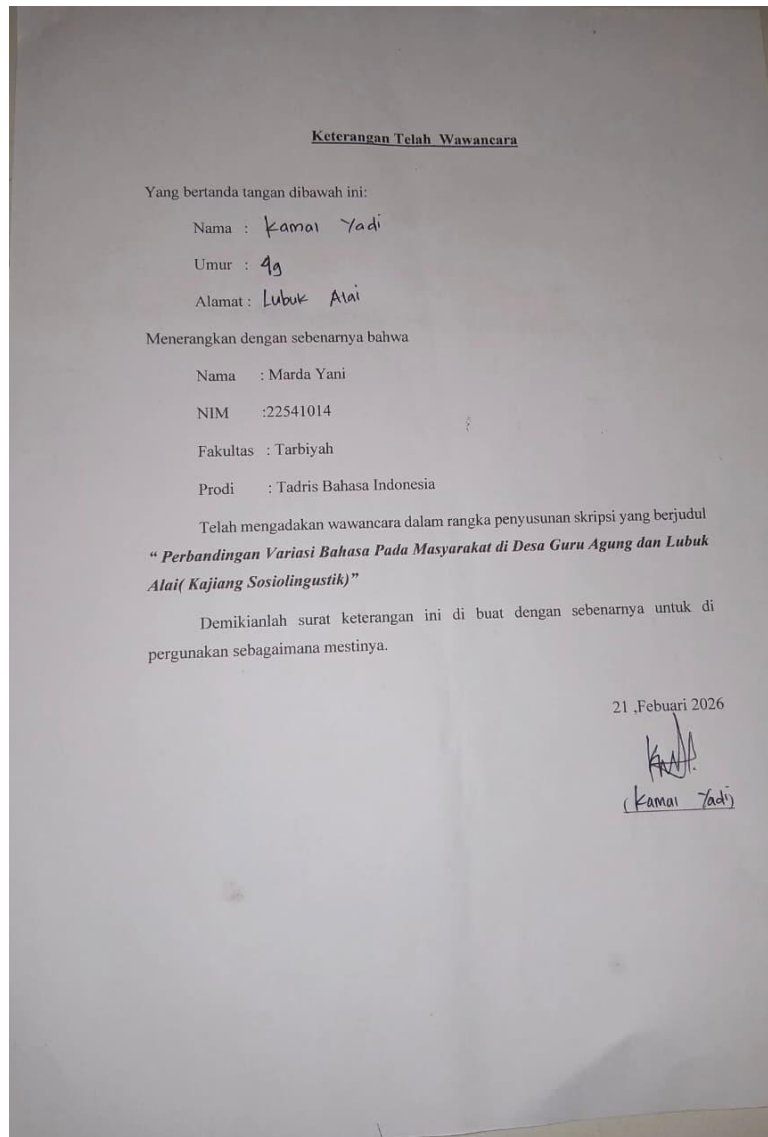 Keterangan Telah Wawancara
Yang bertanda tangan dibawah ini:
Nama : Kamal Yadi
Umur : 49
Alamat : Lubuk Alai
Menerangkan dengan sebenarnya bahwa
Nama : Marda Yani
NIM :22541014
Fakultas : Tarbiyah
Prodi : Tadris Bahasa Indonesia
Telah mengadakan wawancara dalam rangka penyusunan skripsi yang berjudul
“ Perbandingan Variasi Bahasa Pada Masyarakat di Desa Guru Agung dan Lubuk
Alai( Kajiang Sosiolingustik)”
Demikianlah surat keterangan ini di buat dengan sebenarnya untuk di
pergunakan sebagaimana mestinya.
21 ,Febuari 2026
(Kamal Yadi)